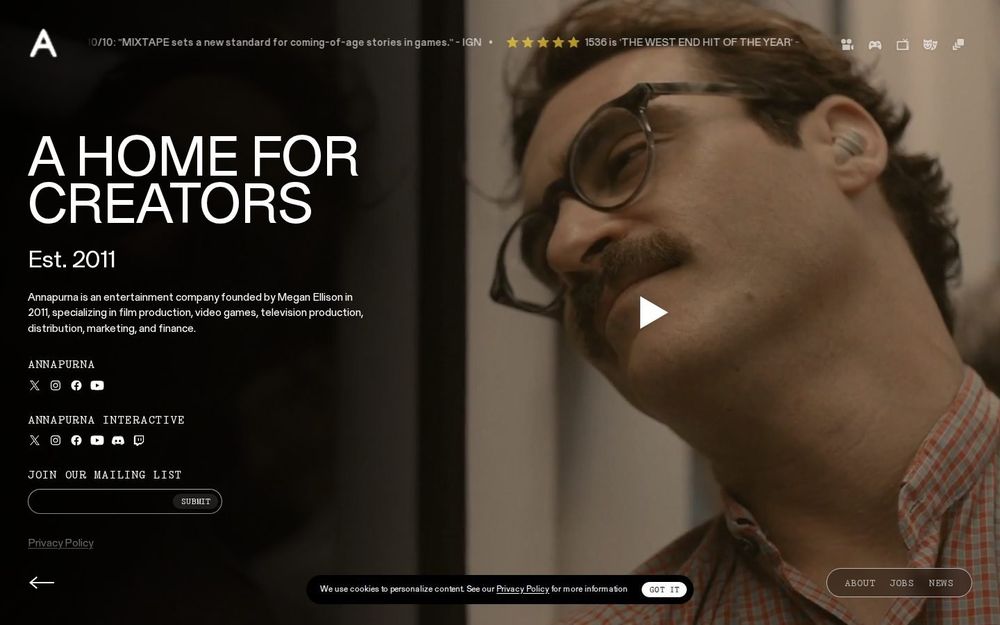 A
10/10: "MIXTAPE sets a new standard for coming-of-age stories in games." - IGN • ⭐⭐⭐⭐⭐ 1536 is 'THE WEST END HIT OF THE YEAR' -
A HOME FOR
CREATORS
Est. 2011
Annapurna is an entertainment company founded by Megan Ellison in
2011, specializing in film production, video games, television production,
distribution, marketing, and finance.
ANNAPURNA
ANNAPURNA INTERACTIVE
JOIN OUR MAILING LIST
SUBMIT
Privacy Policy
We use cookies to personalize content. See our Privacy Policy for more information
GOT IT
ABOUT JOBS NEWS